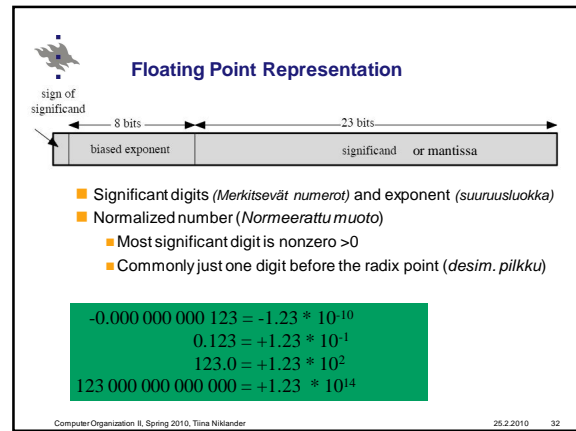 Floating Point Representation
sign of
significand
8 bits
23 bits
biased exponent
significand or mantissa
Significant digits (Merkitsevät numerot) and exponent (suuruusluokka)
Normalized number (Normeerattu muoto)
Most significant digit is nonzero >0
Commonly just one digit before the radix point (desim. pilkku)
-0.000 000 000 123 = -1.23 * 10-10
0.123 = +1.23 * 10-1
123.0 = +1.23 * 102
123 000 000 000 000 = +1.23 * 1014
Computer Organization II, Spring 2010, Tiina Niklander 25.2.2010 32